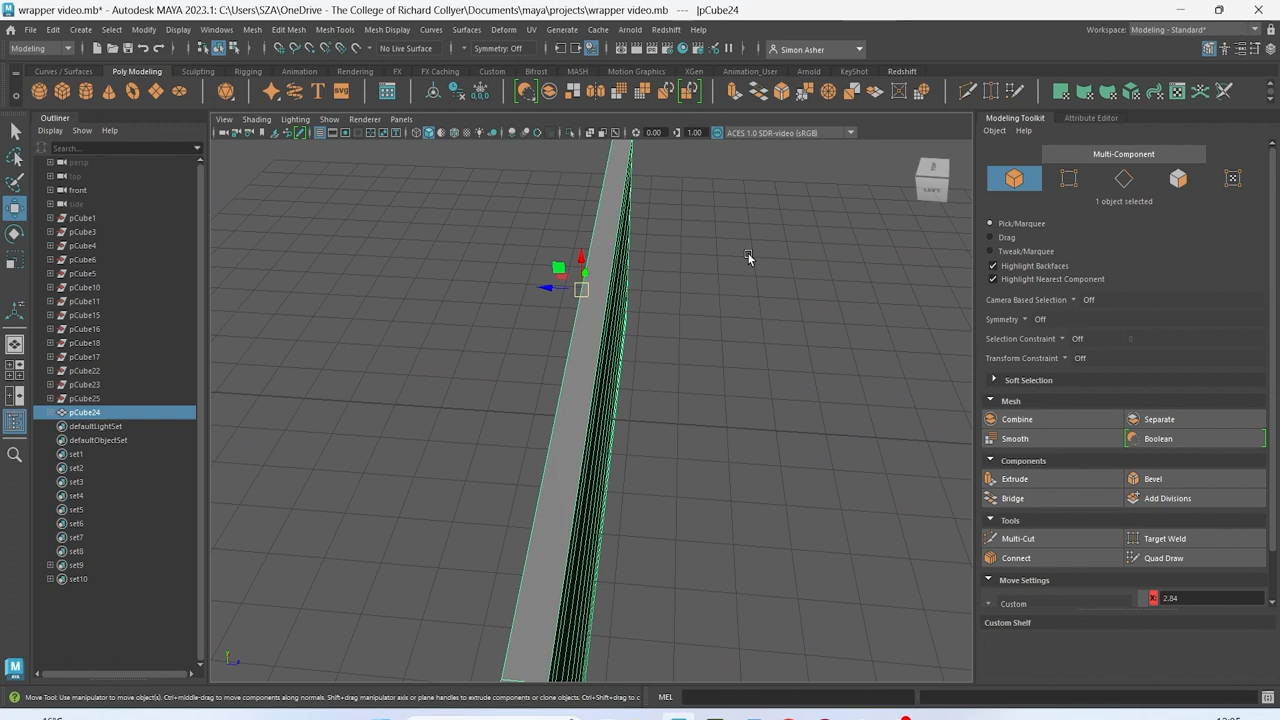 wrapper video.mb* - Autodesk MAYA 2023.1: C:\Users\SZA\OneDrive - The College of Richard Collyer\Documents\maya\projects\wrapper video.mb --- |pCube24
File Edit Create Select Modify Display Windows Mesh Edit Mesh Mesh Tools Mesh Display Curves Surfaces Deform UV Generate Cache Arnold Redshift Help Workspace: Modeling - Standard*
Modeling No Live Surface Symmetry: Off Simon Asher
Curves / Surfaces Poly Modeling Sculpting Rigging Animation Rendering FX FX Caching Custom Bifrost MASH Motion Graphics XGen Animation_User Arnold KeyShot Redshift
Outliner
Display Show Help
Search...
persp
top
front
side
pCube1
pCube3
pCube4
pCube6
pCube5
pCube10
pCube11
pCube15
pCube16
pCube18
pCube17
pCube22
pCube23
pCube25
pCube24
defaultLightSet
defaultObjectSet
set1
set2
set3
set4
set5
set6
set7
set8
set9
set10
View Shading Lighting Show Renderer Panels
0.00 1.00 ACES 1.0 SDR-video (sRGB)
Modeling Toolkit Attribute Editor
Object Help
Multi-Component
1 object selected
Pick/Marquee
Drag
Tweak/Marquee
Highlight Backfaces
Highlight Nearest Component
Camera Based Selection Off
Symmetry Off
Selection Constraint Off 0
Transform Constraint Off
Soft Selection
Mesh
Combine Separate
Smooth Boolean
Components
Extrude Bevel
Bridge Add Divisions
Tools
Multi-Cut Target Weld
Connect Quad Draw
Move Settings
Custom X: 2.84
Custom Shelf
Move Tool: Use manipulator to move object(s). Ctrl+middle-drag to move components along normals. Shift+drag manipulator axis or plane handles to extrude components or clone objects. Ctrl+Shift+drag to c
MEL